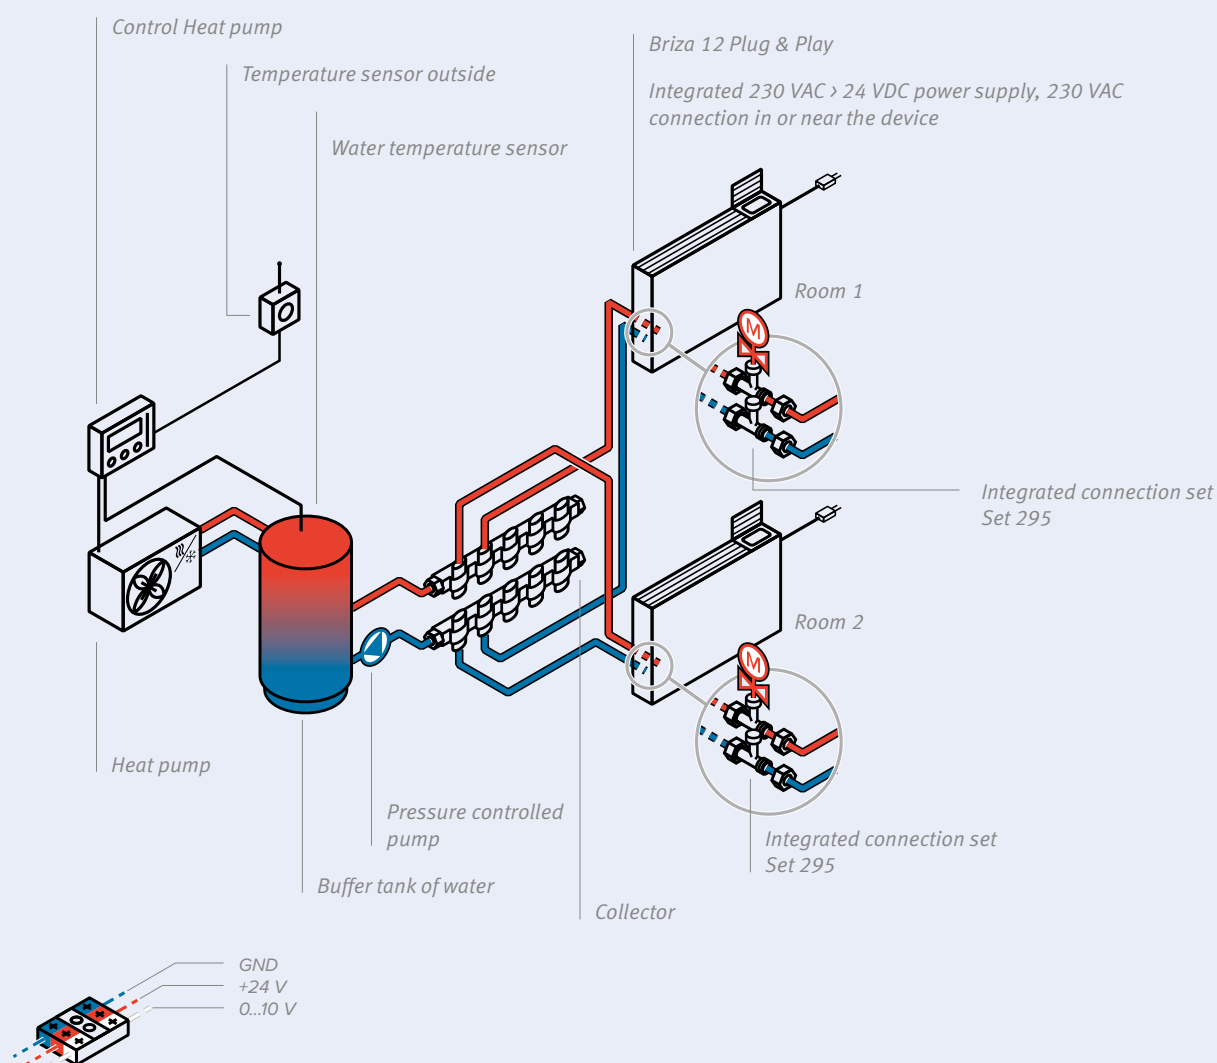 Control Heat pump
Briza 12 Plug & Play
Temperature sensor outside
Integrated 230 VAC › 24 VDC power supply, 230 VAC
connection in or near the device
Water temperature sensor
Room 1
M
Integrated connection set
Set 295
Room 2
M
Heat pump
Pressure controlled
pump
Integrated connection set
Set 295
Buffer tank of water
Collector
GND
+24 V
0...10 V